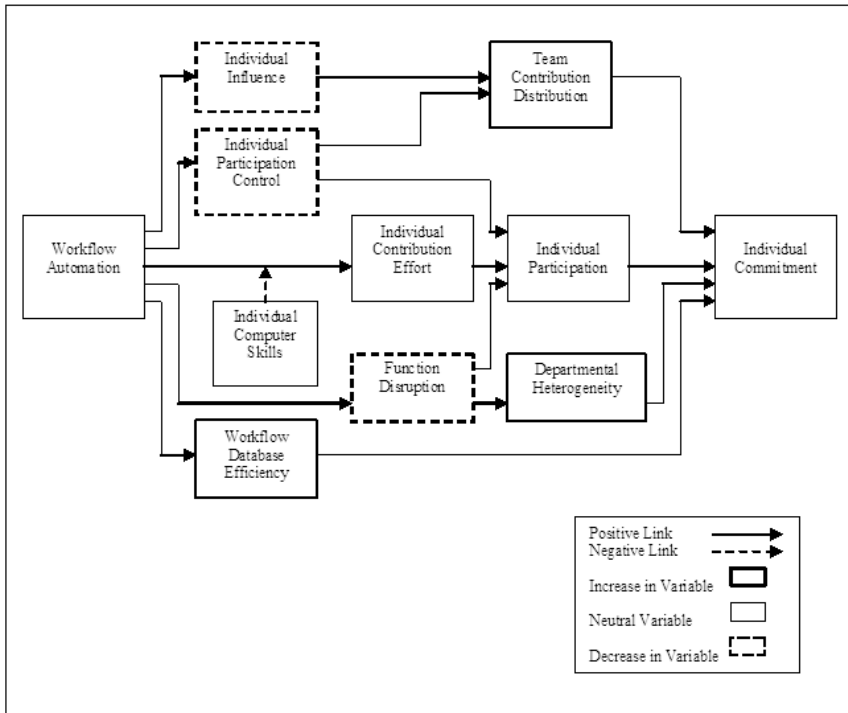 Individual
Influence
Team
Contribution
Distribution
Individual
Participation
Control
Workflow
Automation
Individual
Contribution
Effort
Individual
Participation
Individual
Commitment
Individual
Computer
Skills
Function
Disruption
Departmental
Heterogeneity
Workflow
Database
Efficiency
Positive Link
Negative Link
Increase in Variable
Neutral Variable
Decrease in Variable